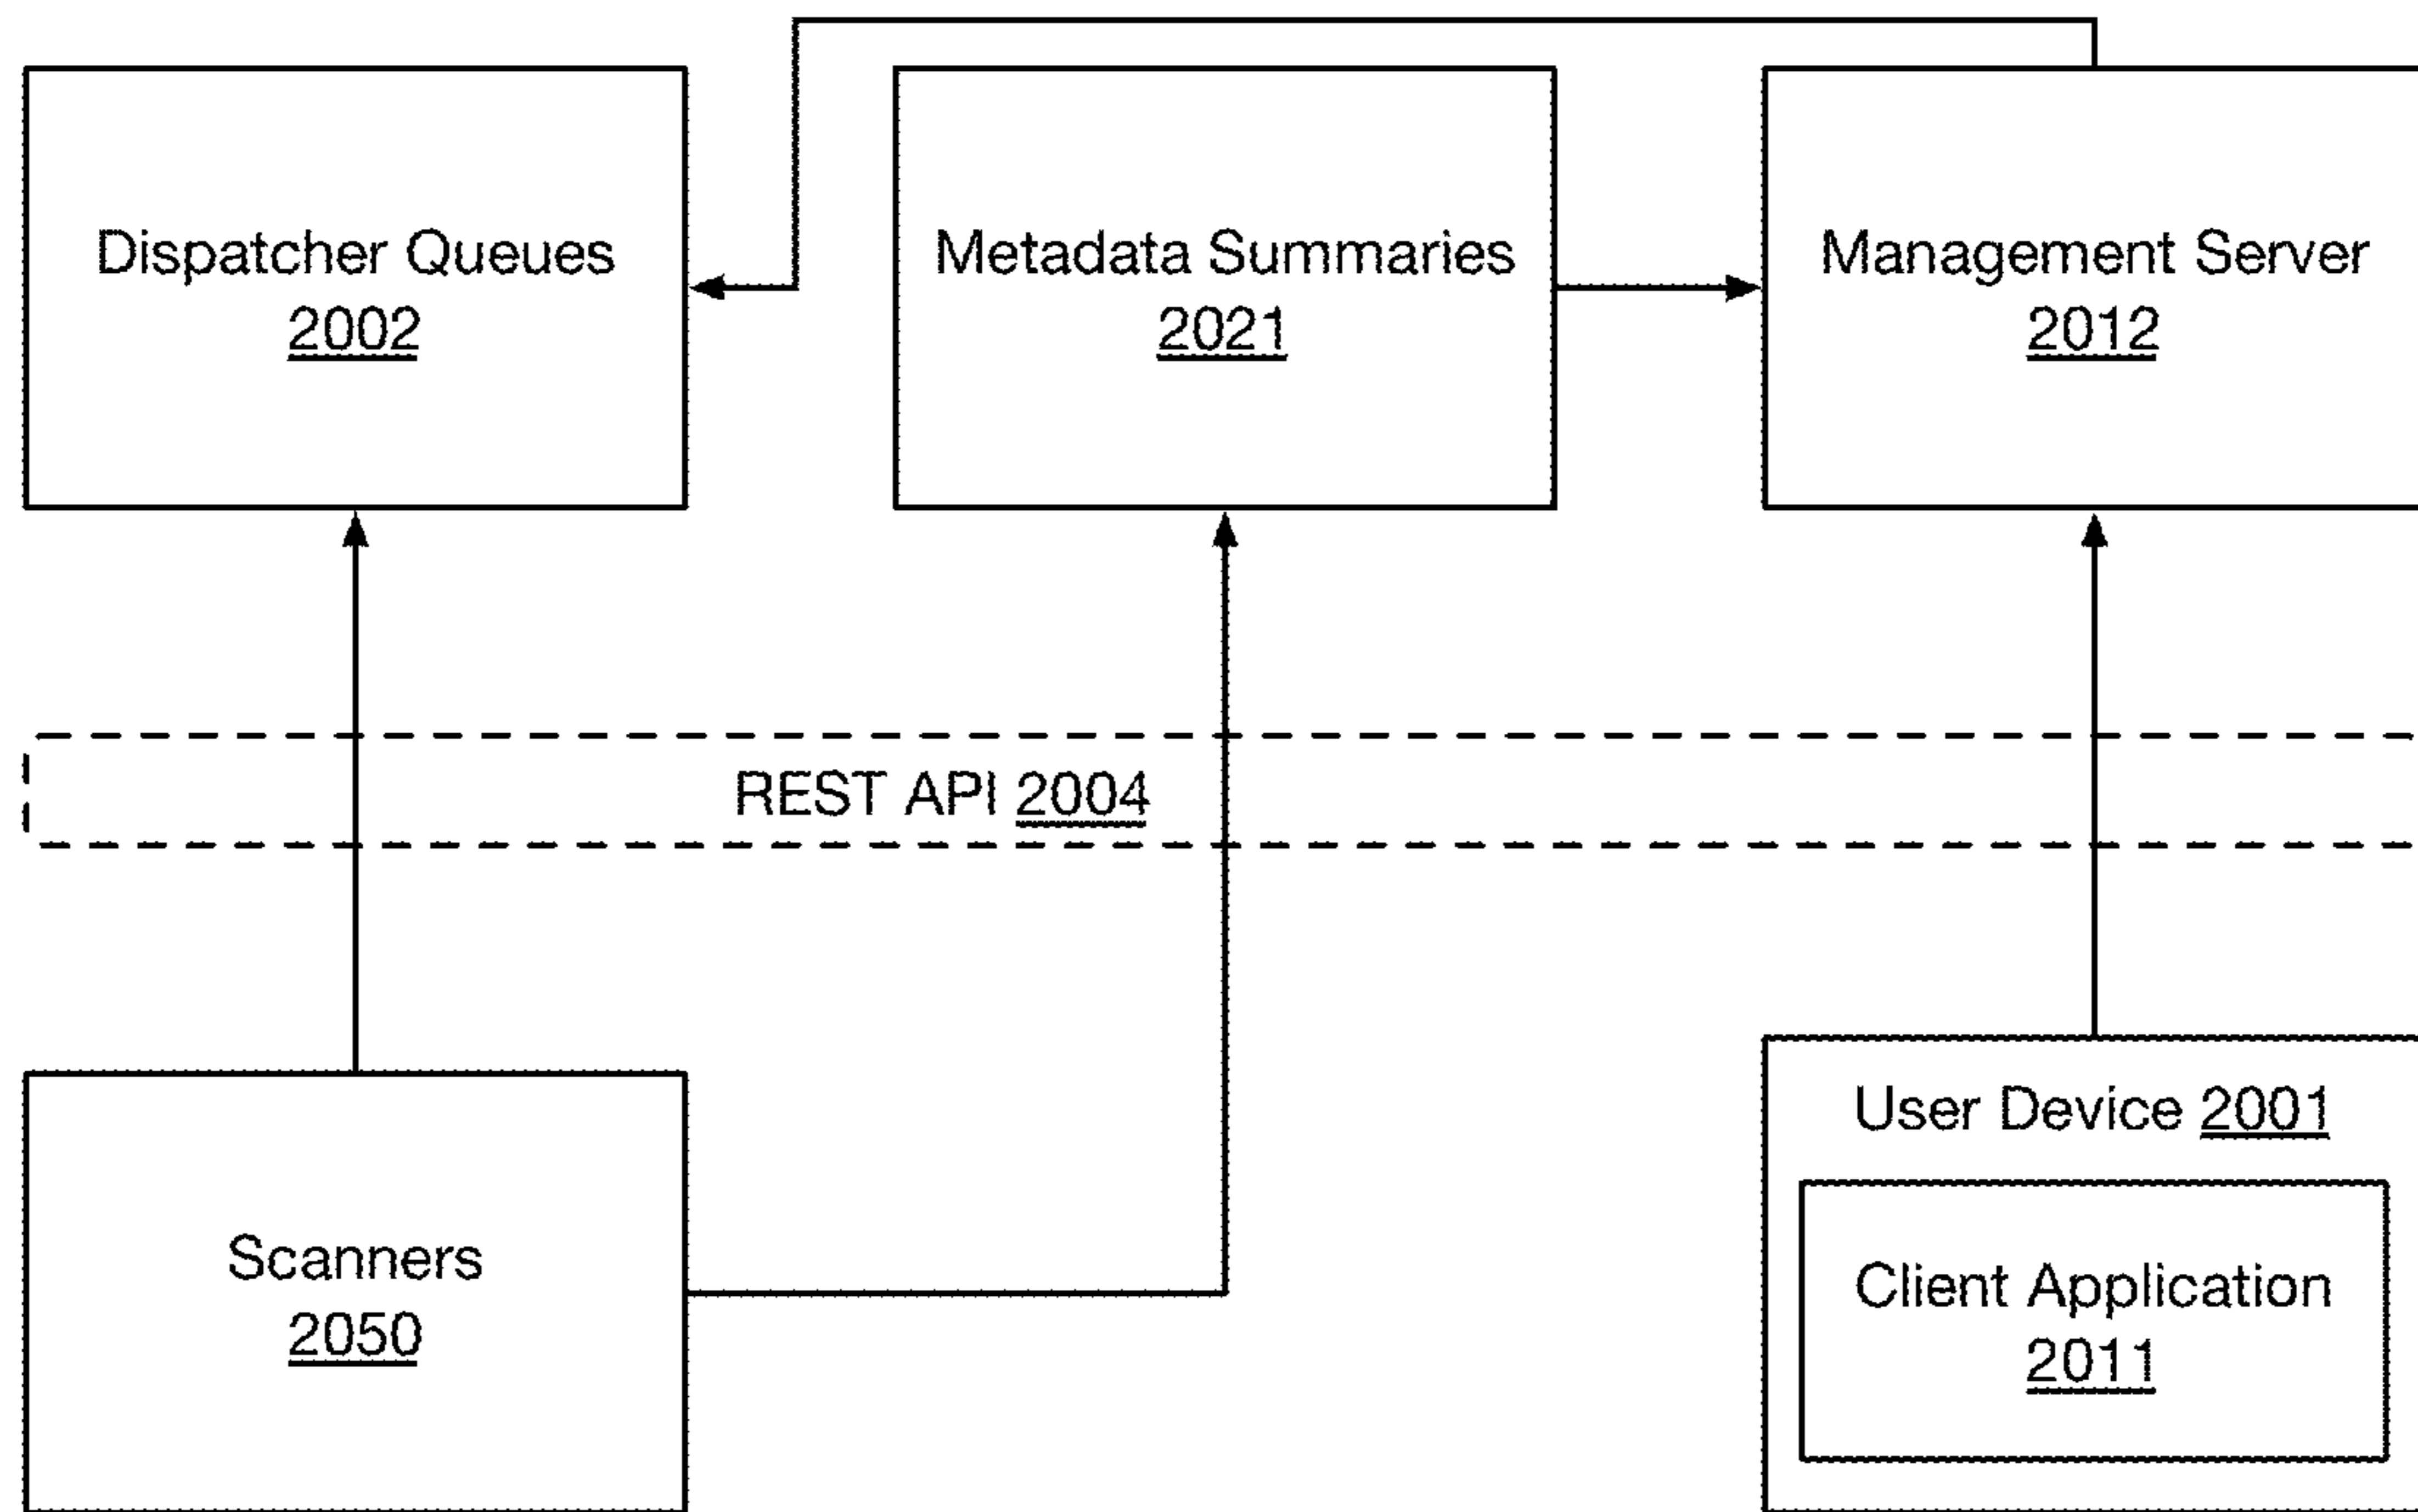 Dispatcher Queues
2002
Metadata Summaries
2021
Management Server
2012
REST API 2004
Scanners
2050
User Device 2001
Client Application
2011